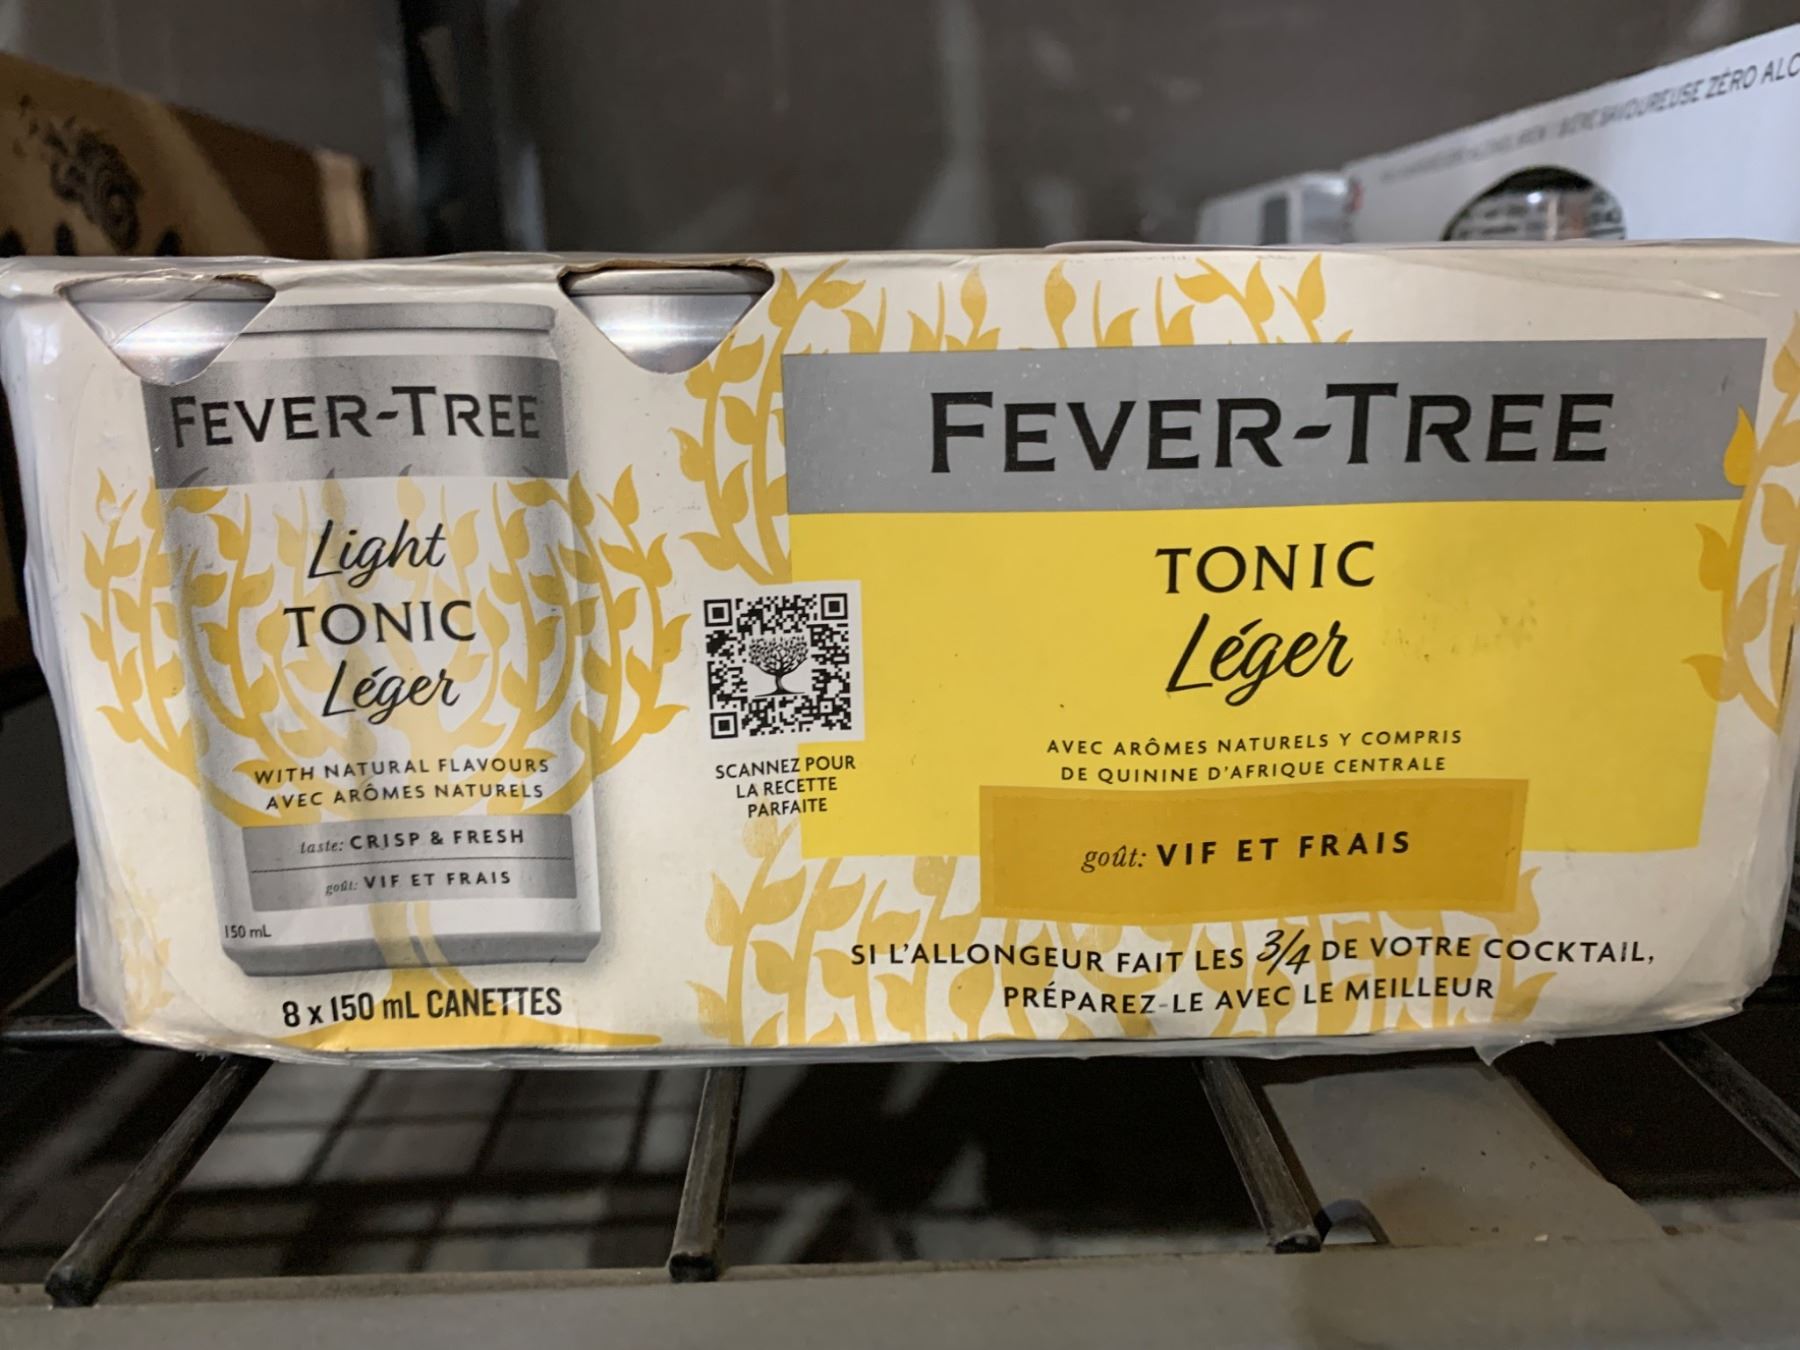 FEVER-TREE
Light
TONIC
Léger
WITH NATURAL FLAVOURS
AVEC ARÔMES NATURELS
taste: CRISP & FRESH
goût: VIF ET FRAIS
150 mL
8 x 150 mL CANETTES
SCANNEZ POUR
LA RECETTE
PARFAITE
FEVER-TREE
TONIC
Léger
AVEC ARÔMES NATURELS Y COMPRIS
DE QUININE D'AFRIQUE CENTRALE
goût: VIF ET FRAIS
SI L'ALLONGEUR FAIT LES 3/4 DE VOTRE COCKTAIL,
PRÉPAREZ-LE AVEC LE MEILLEUR
SAVOUREUSE ZÉRO